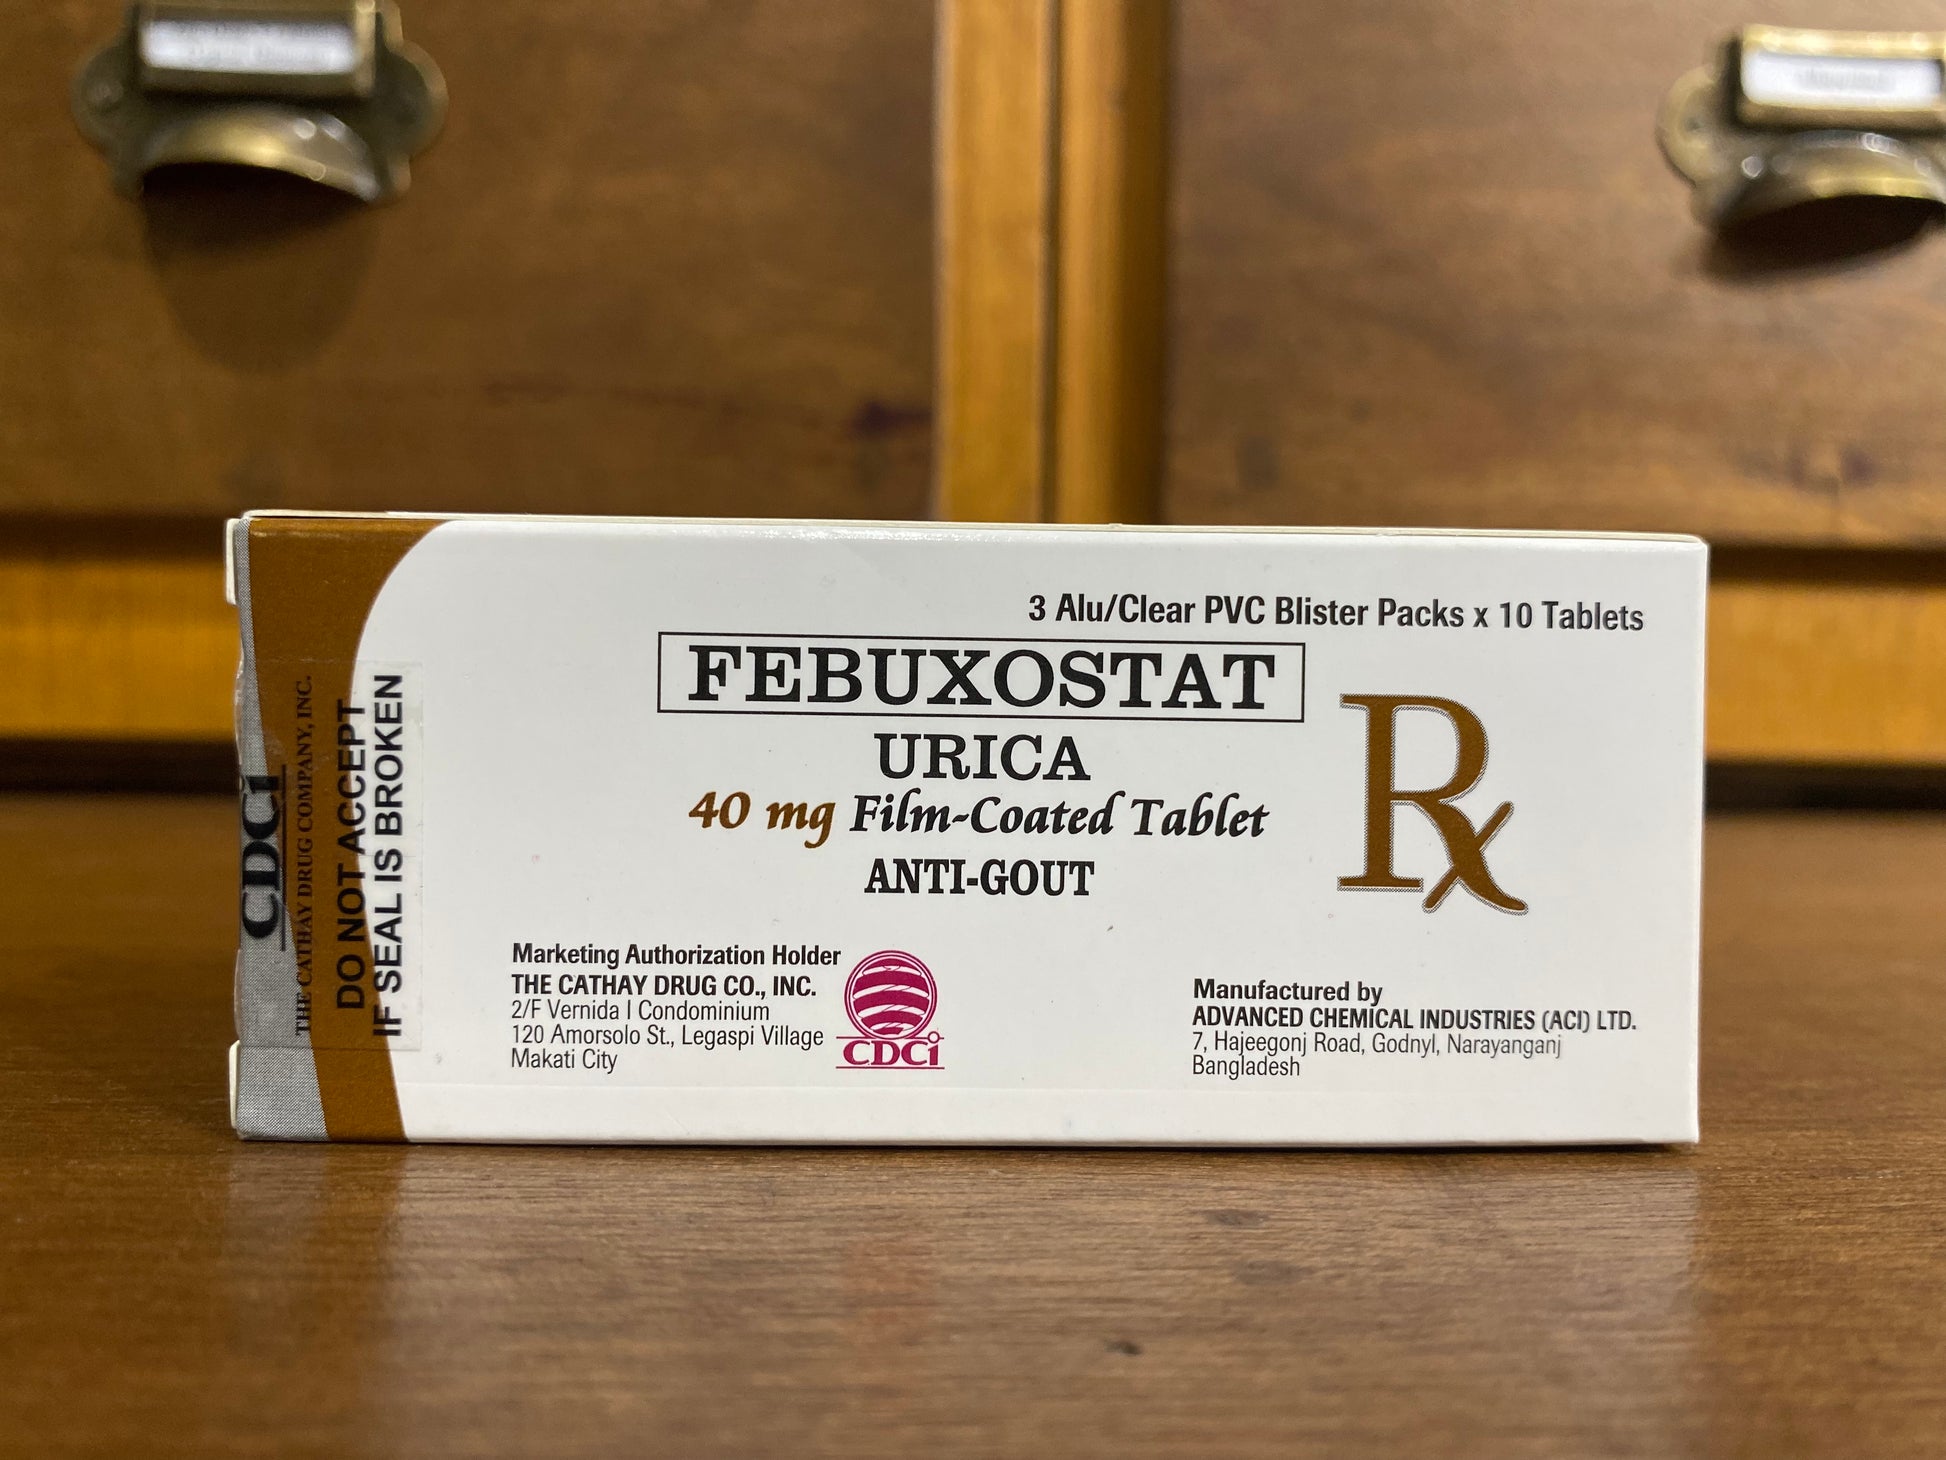 3 Alu/Clear PVC Blister Packs x 10 Tablets
FEBUXOSTAT
URICA
40 mg Film-Coated Tablet
ANTI-GOUT
Rx
Marketing Authorization Holder
THE CATHAY DRUG CO., INC.
2/F Vernida I Condominium
120 Amorsolo St., Legaspi Village
Makati City
CDCi
Manufactured by
ADVANCED CHEMICAL INDUSTRIES (ACI) LTD.
7, Hajeegonj Road, Godnyl, Narayanganj
Bangladesh
CDCi
THE CATHAY DRUG COMPANY, INC.
DO NOT ACCEPT
IF SEAL IS BROKEN